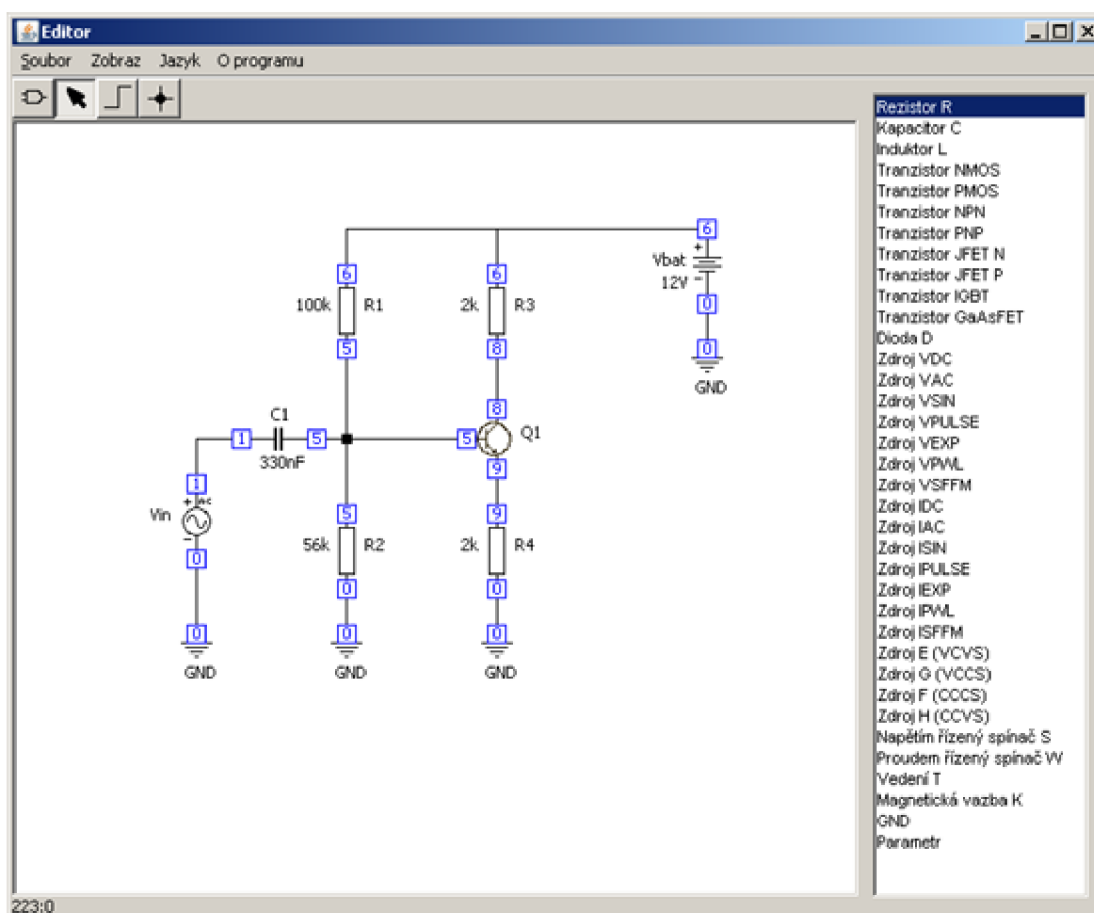 Editor
Soubor Zobraz Jazyk O programu
6
Vbat
+
12V
-
0
0
GND
6
100k R1
5
6
2k R3
8
8
Q1
5
9
C1
1
5
330nF
1
+ AC
Vin
-
0
0
GND
5
56k R2
0
0
GND
9
2k R4
0
0
GND
Rezistor R
Kapacitor C
Induktor L
Tranzistor NMOS
Tranzistor PMOS
Tranzistor NPN
Tranzistor PNP
Tranzistor JFET N
Tranzistor JFET P
Tranzistor IGBT
Tranzistor GaAsFET
Dioda D
Zdroj VDC
Zdroj VAC
Zdroj VSIN
Zdroj VPULSE
Zdroj VEXP
Zdroj VPWL
Zdroj VSFFM
Zdroj IDC
Zdroj IAC
Zdroj ISIN
Zdroj IPULSE
Zdroj IEXP
Zdroj IPWL
Zdroj ISFFM
Zdroj E (VCVS)
Zdroj G (VCCS)
Zdroj F (CCCS)
Zdroj H (CCVS)
Napětím řízený spínač S
Proudem řízený spínač W
Vedení T
Magnetická vazba K
GND
Parametr
223:0